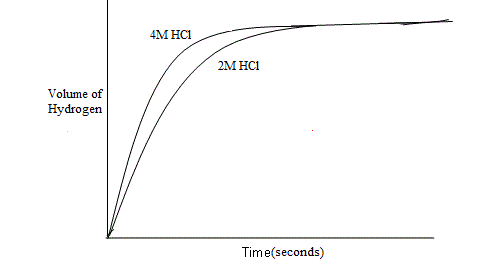 4M HCl
2M HCl
Volume of
Hydrogen
Time(seconds)